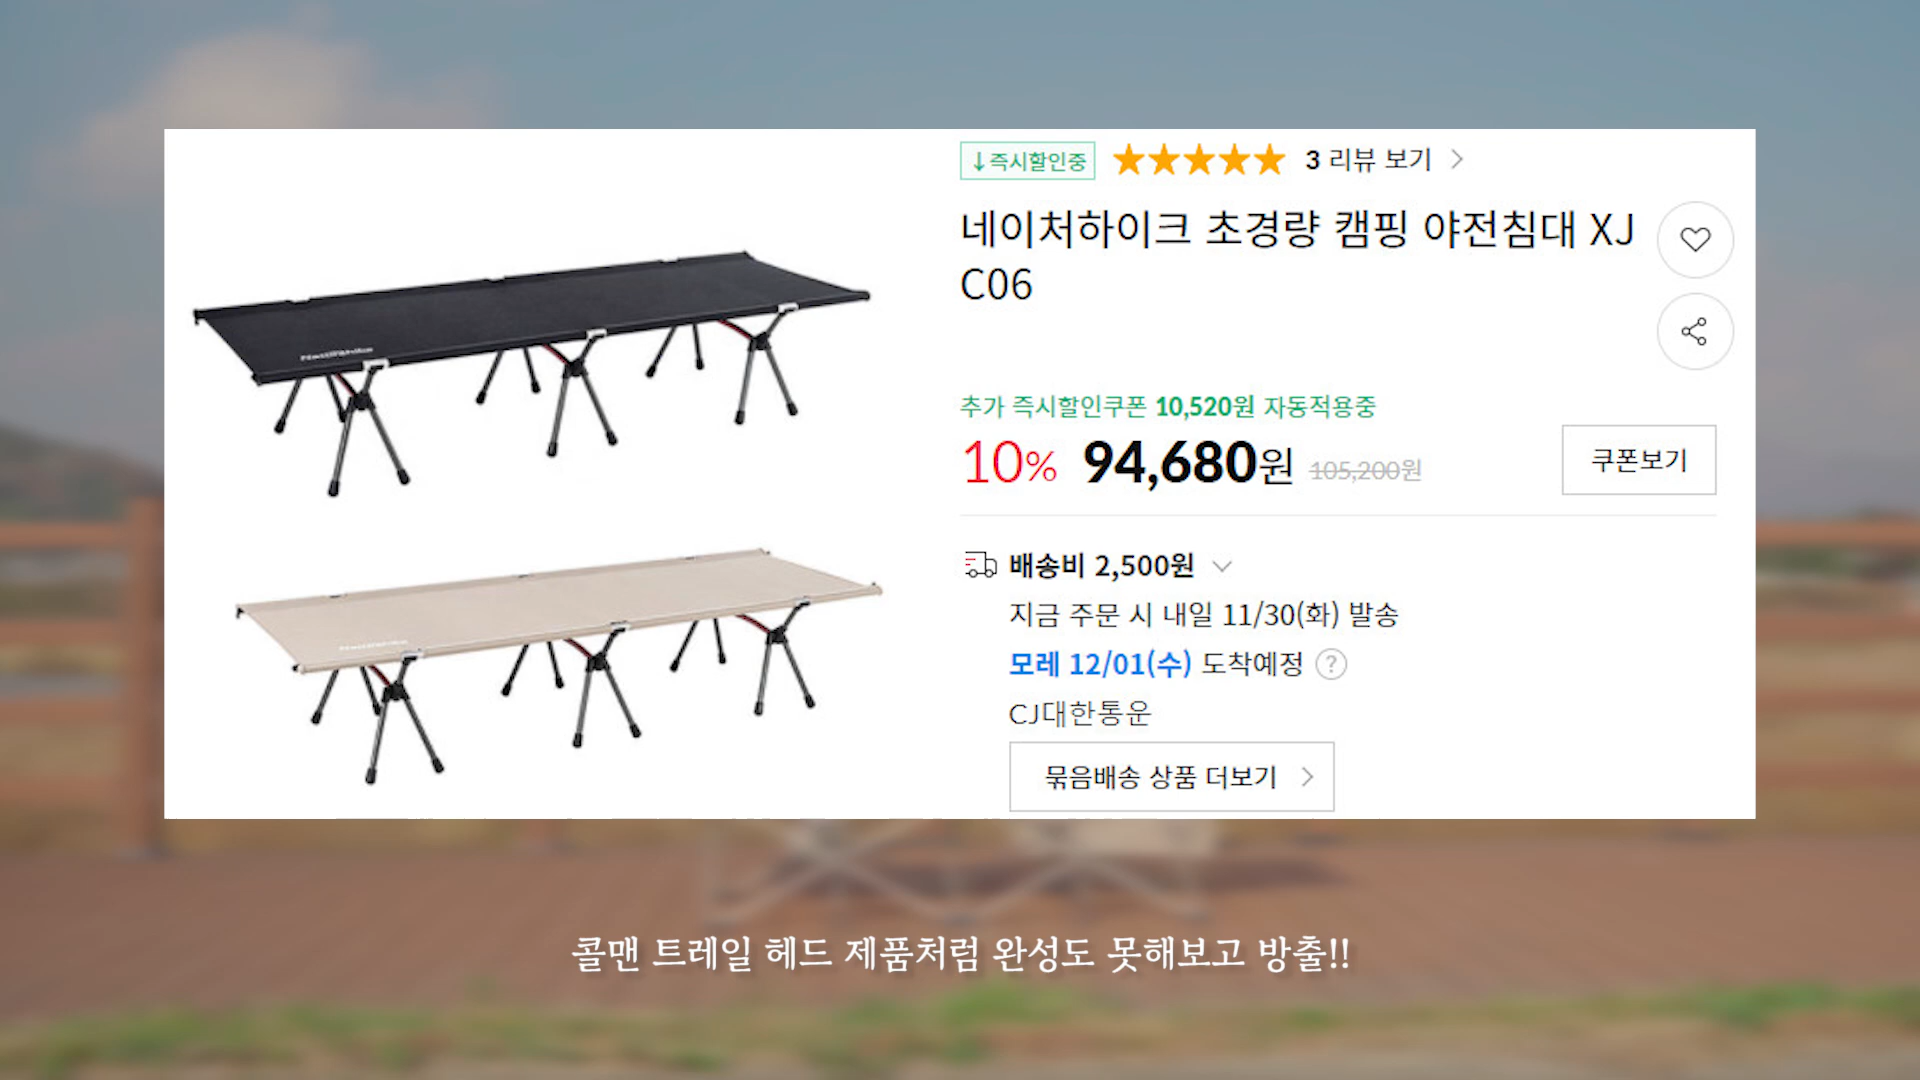 ↓즉시할인중 3 리뷰 보기
네이처하이크 초경량 캠핑 야전침대 XJ
C06
추가 즉시할인쿠폰 10,520원 자동적용중
10% 94,680원 105,200원
쿠폰보기
배송비 2,500원
지금 주문 시 내일 11/30(화) 발송
모레 12/01(수) 도착예정 ?
CJ대한통운
묶음배송 상품 더보기
Naturehike
Naturehike
콜맨 트레일 헤드 제품처럼 완성도 못해보고 방출!!